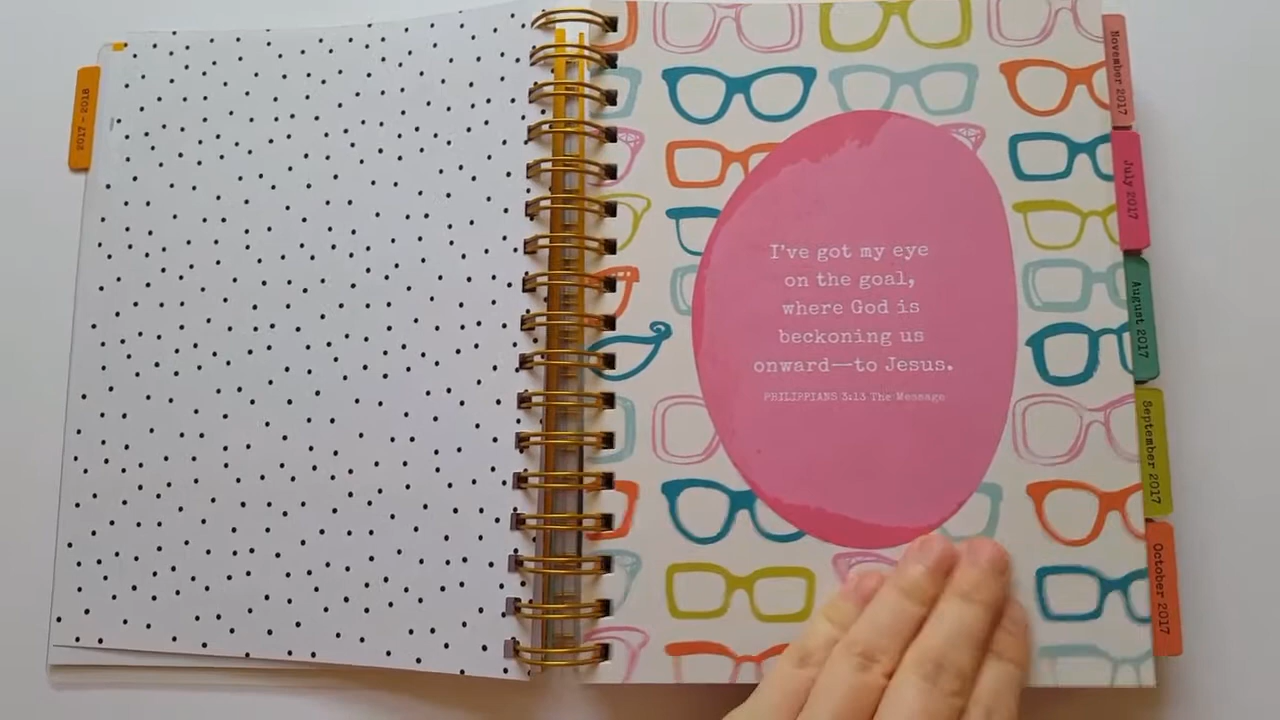 2017 - 2018
I've got my eye
on the goal,
where God is
beckoning us
onward—to Jesus.
PHILIPPIANS 3:13 The Message
November 2017
July 2017
August 2017
September 2017
October 2017